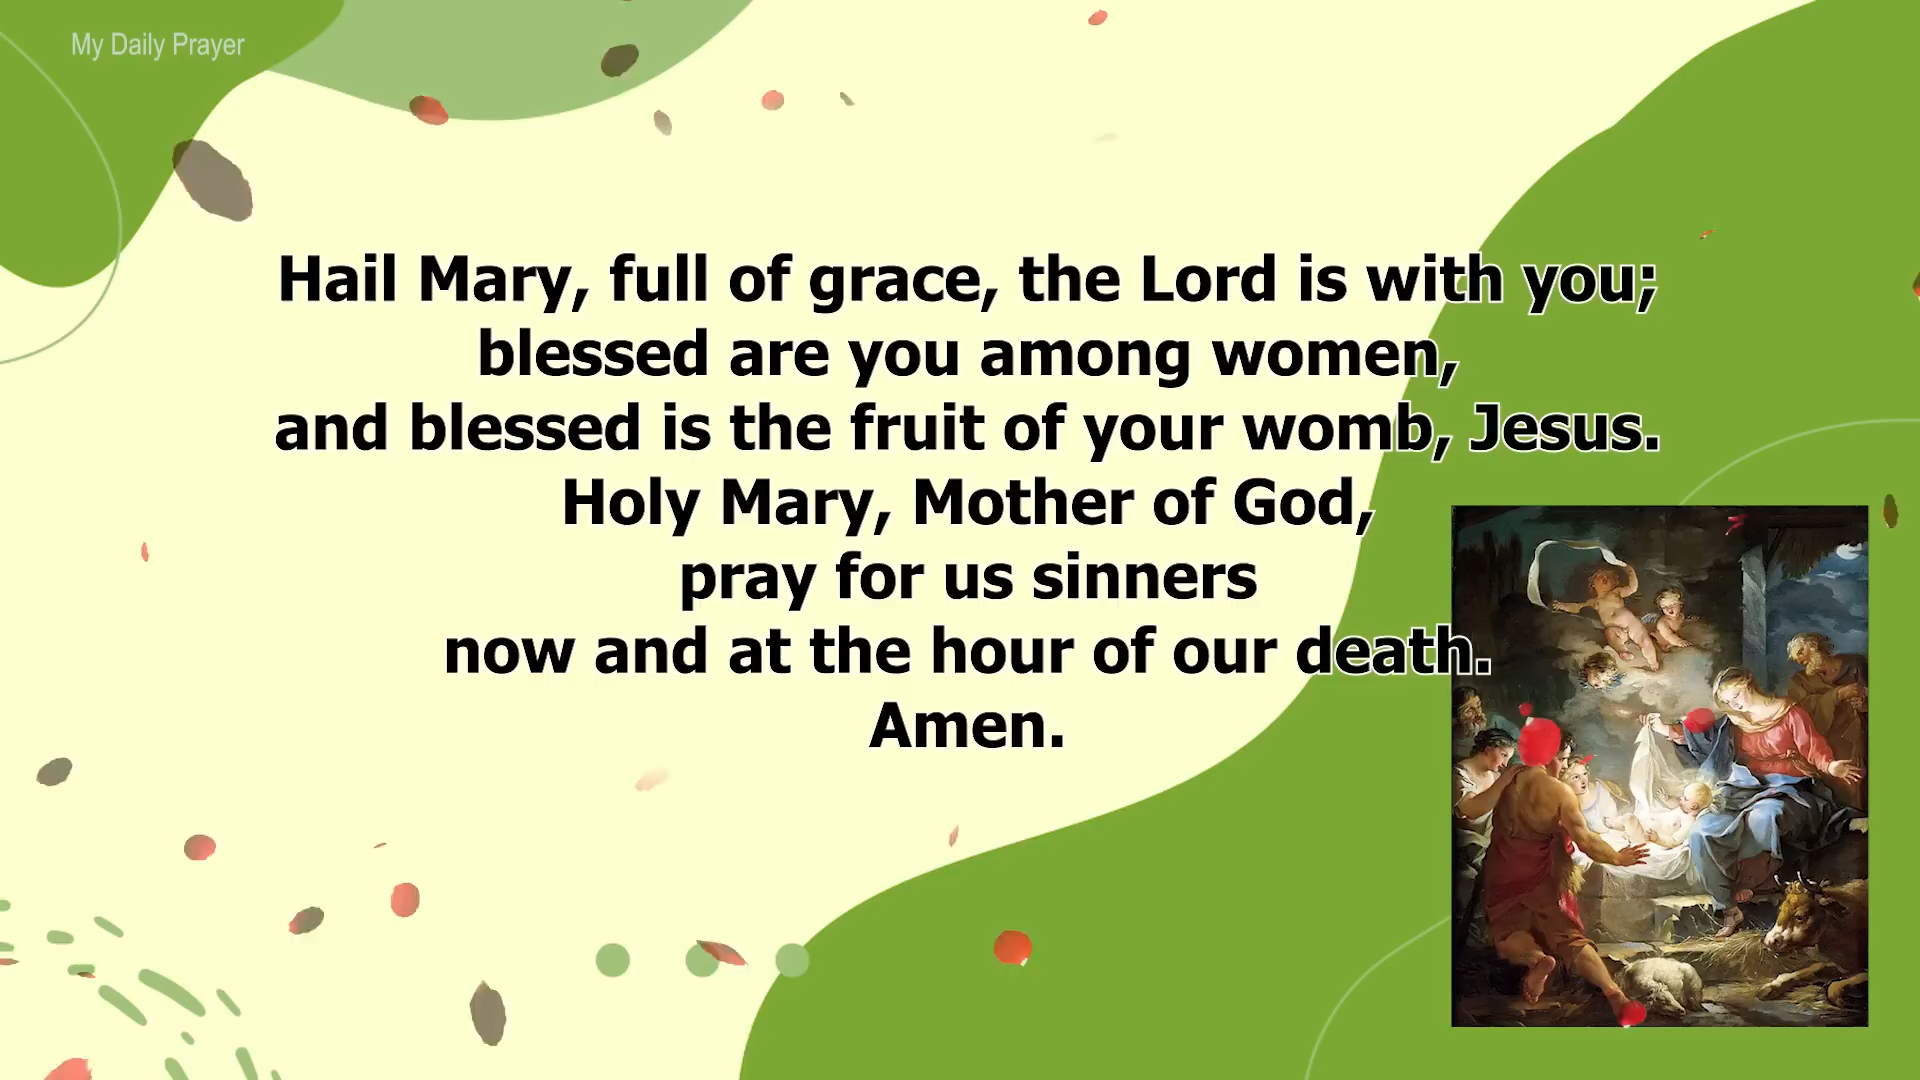 My Daily Prayer
Hail Mary, full of grace, the Lord is with you;
blessed are you among women,
and blessed is the fruit of your womb, Jesus.
Holy Mary, Mother of God,
pray for us sinners
now and at the hour of our death.
Amen.